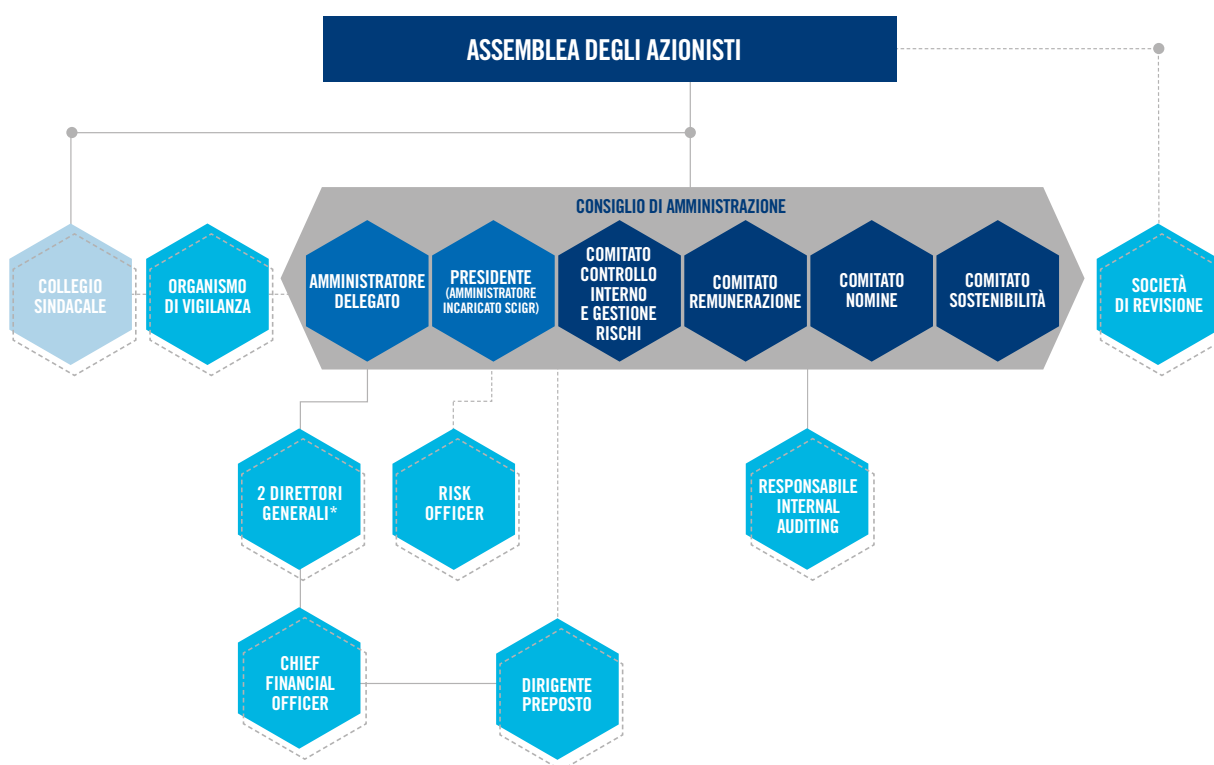 ASSEMBLEA DEGLI AZIONISTI
CONSIGLIO DI AMMINISTRAZIONE
COLLEGIO
SINDACALE
ORGANISMO
DI VIGILANZA
AMMINISTRATORE
DELEGATO
PRESIDENTE
(AMMINISTRATORE
INCARICATO SCIGR)
COMITATO
CONTROLLO
INTERNO
E GESTIONE
RISCHI
COMITATO
REMUNERAZIONE
COMITATO
NOMINE
COMITATO
SOSTENIBILITÀ
SOCIETÀ
DI REVISIONE
2 DIRETTORI
GENERALI*
RISK
OFFICER
RESPONSABILE
INTERNAL
AUDITING
CHIEF
FINANCIAL
OFFICER
DIRIGENTE
PREPOSTO